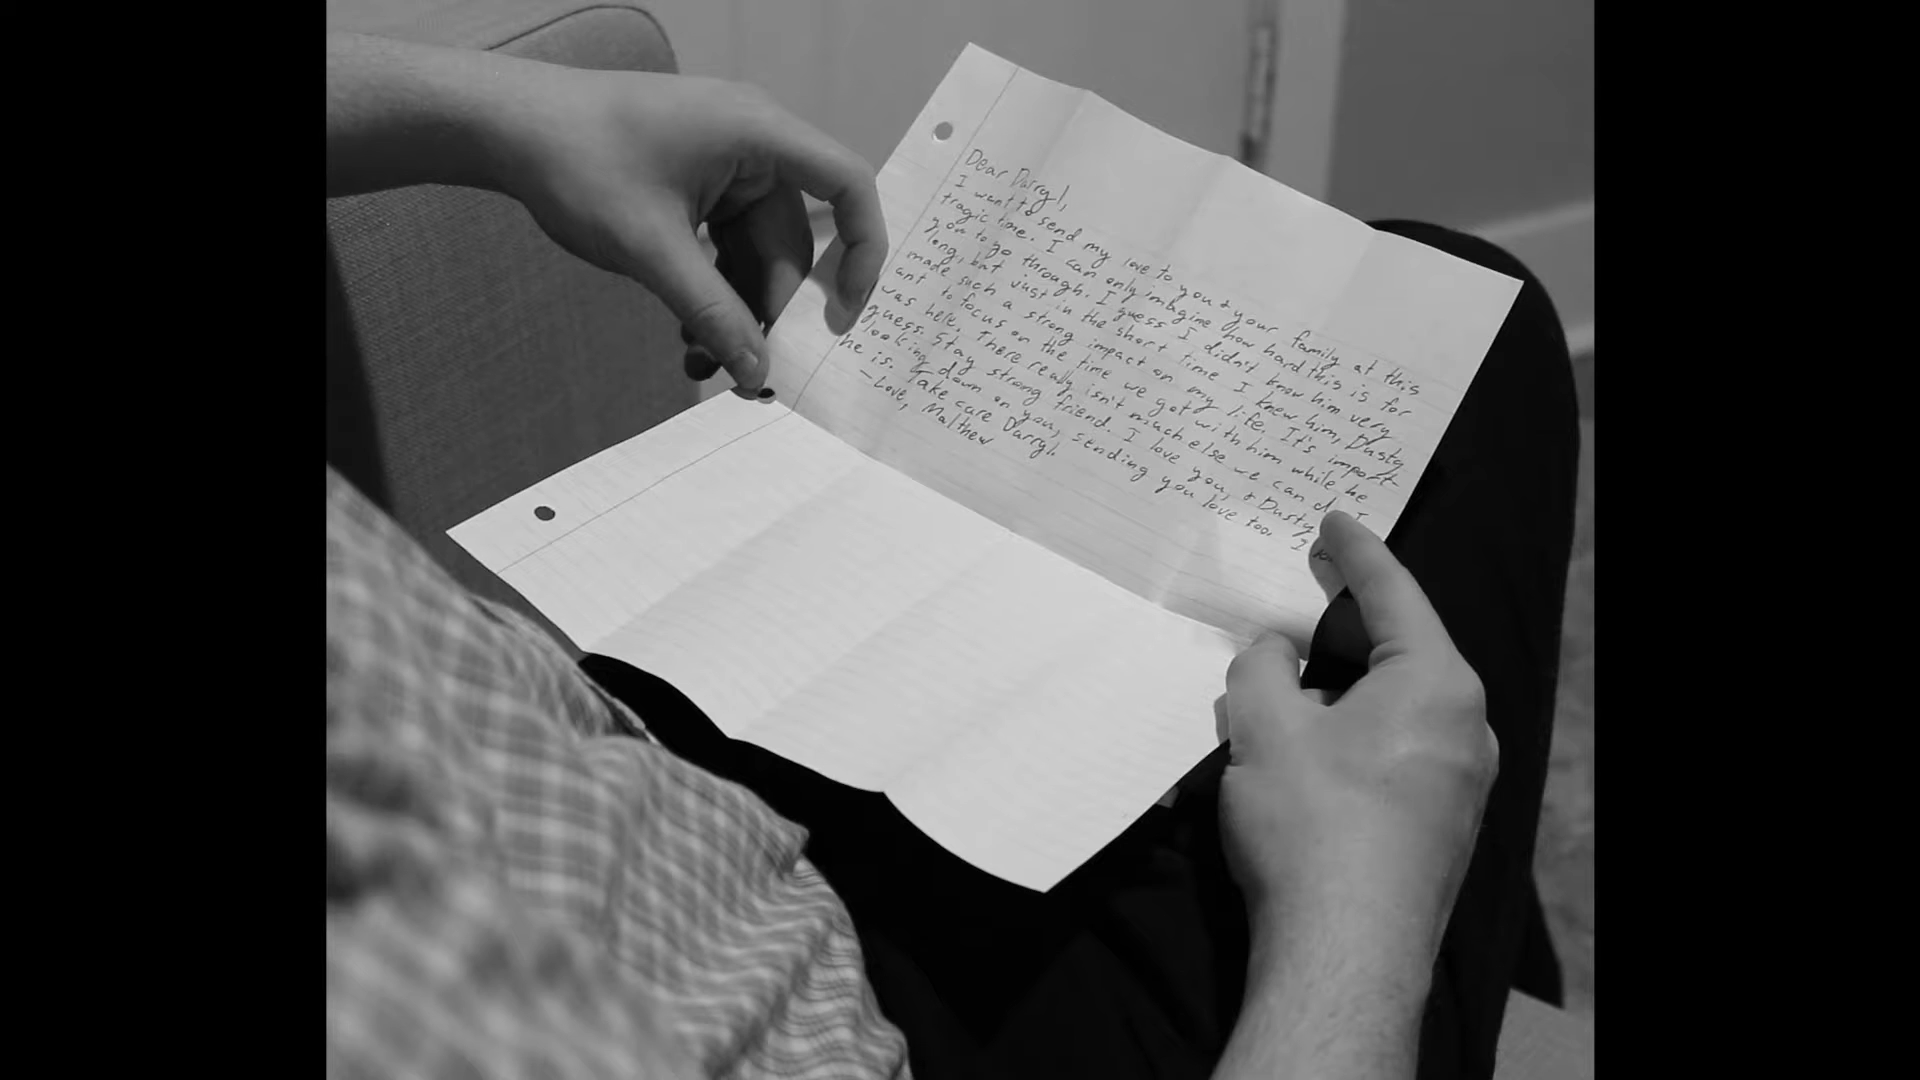 Dear Darryl,
I want to send my love to you & your family at this
tragic time. I can only imagine how hard this is for
you to go through. I guess I didn't know him very
long, but just in the short time I knew him, Dusty
made such a strong impact on my life. It's import-
ant to focus on the time we got with him while he
was here. There really isn't much else we can do I
guess. Stay strong friend. I love you, & Dusty
looking down on you, sending you love too. I
he is. Take care Darryl.
-Love, Matthew